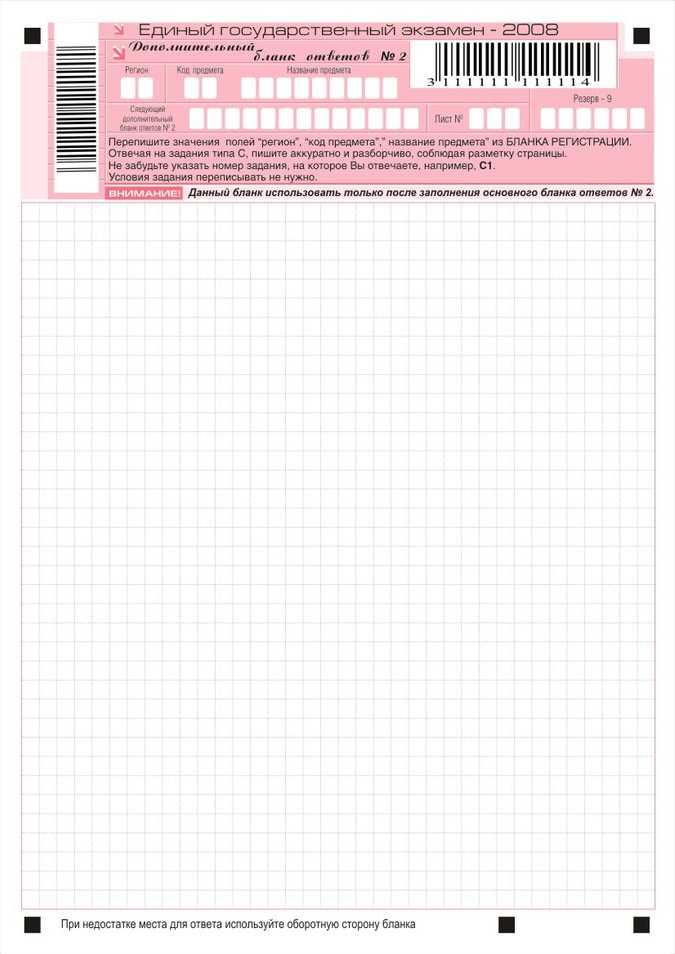 Единый государственный экзамен - 2008
Дополнительный бланк ответов № 2
3 111111 111114
Регион
Код предмета
Название предмета
Резерв - 9
Следующий
дополнительный
бланк ответов № 2
Лист №
Перепишите значения полей “регион”, “код предмета”,” название предмета” из БЛАНКА РЕГИСТРАЦИИ.
Отвечая на задания типа С, пишите аккуратно и разборчиво, соблюдая разметку страницы.
Не забудьте указать номер задания, на которое Вы отвечаете, например, С1.
Условия задания переписывать не нужно.
ВНИМАНИЕ! Данный бланк использовать только после заполнения основного бланка ответов № 2.
При недостатке места для ответа используйте оборотную сторону бланка